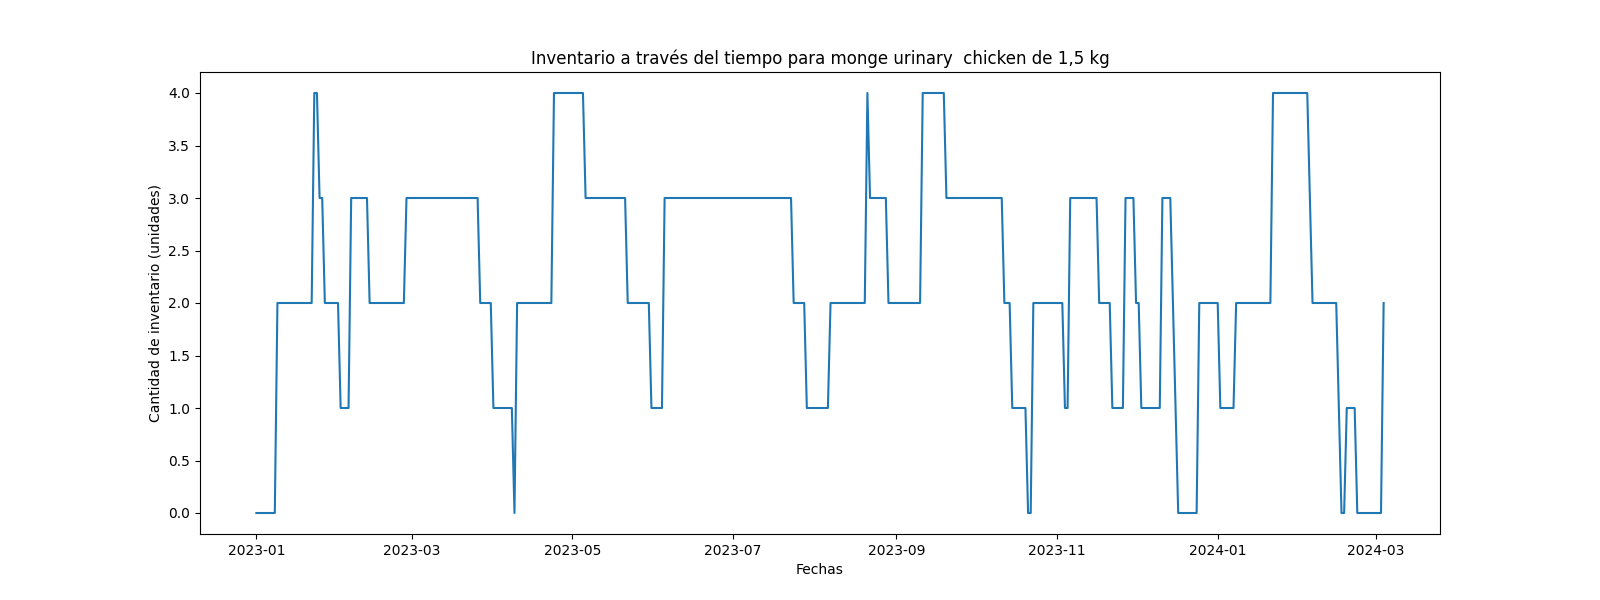 Inventario a través del tiempo para monge urinary  chicken de 1,5 kg
Cantidad de inventario (unidades)
4.0
3.5
3.0
2.5
2.0
1.5
1.0
0.5
0.0
2023-01 2023-03 2023-05 2023-07 2023-09 2023-11 2024-01 2024-03
Fechas